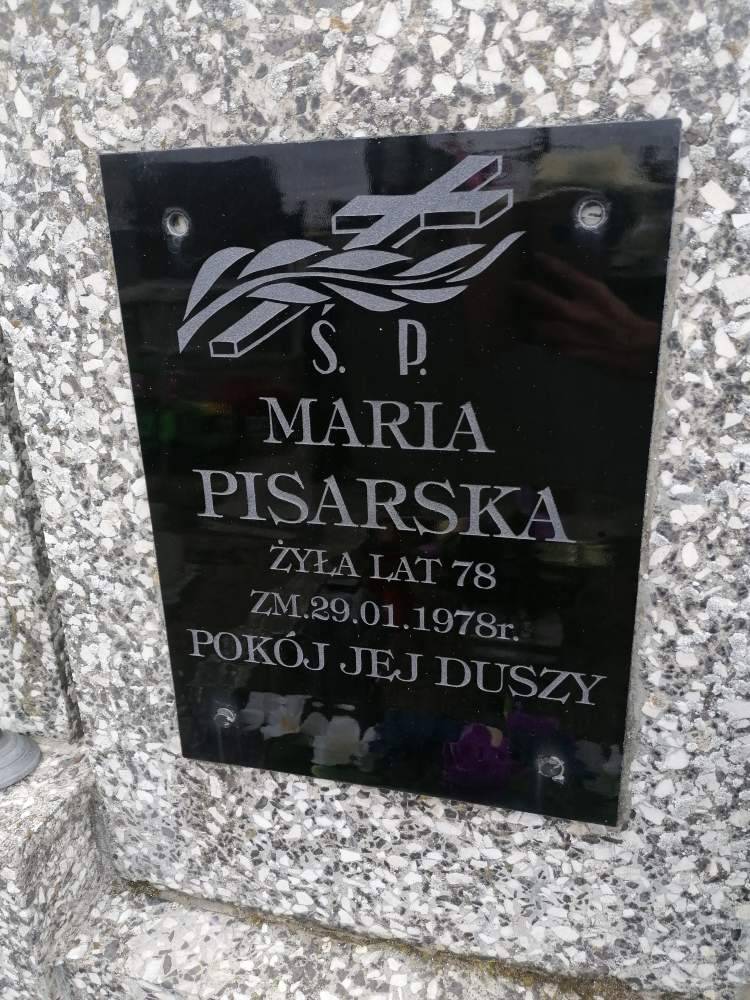 Ś. P.
MARIA
PISARSKA
ŻYŁA LAT 78
ZM.29.01.1978r.
POKÓJ JEJ DUSZY